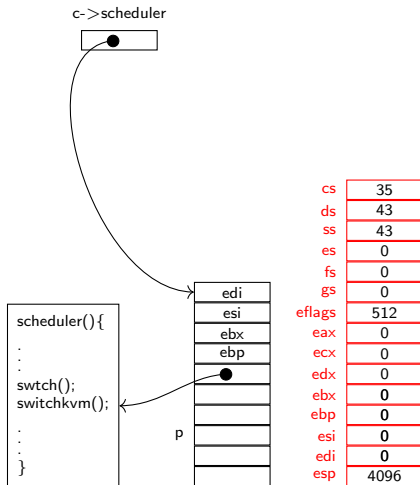 c->scheduler
edi
esi
ebx
ebp
p
scheduler(){
.
.
.
swtch();
switchkvm();
.
.
.
}
cs 35
ds 43
ss 43
es 0
fs 0
gs 0
eflags 512
eax 0
ecx 0
edx 0
ebx 0
ebp 0
esi 0
edi 0
esp 4096